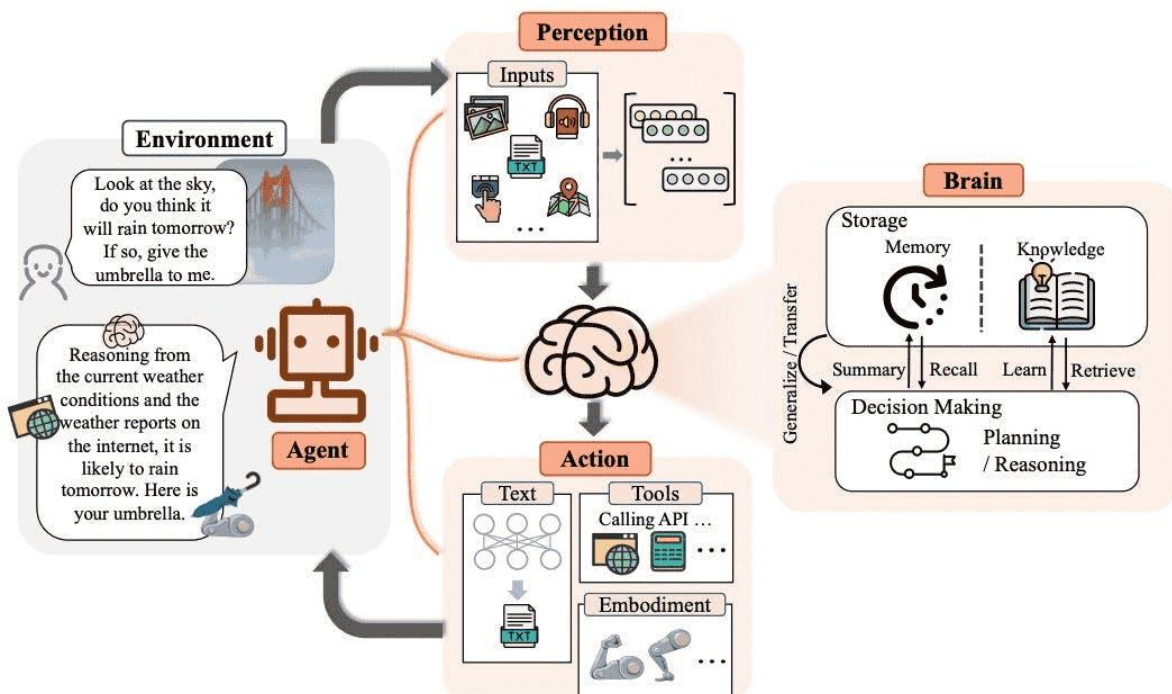 Perception
Inputs
TXT
...
...
Environment
Look at the sky,
do you think it
will rain tomorrow?
If so, give the
umbrella to me.
Reasoning from
the current weather
conditions and the
weather reports on
the internet, it is
likely to rain
tomorrow. Here is
your umbrella.
Agent
Action
Text
TXT
Tools
Calling API ...
...
Embodiment
...
Brain
Storage
Memory
Knowledge
Generalize / Transfer
Summary
Recall
Learn
Retrieve
Decision Making
Planning
/ Reasoning